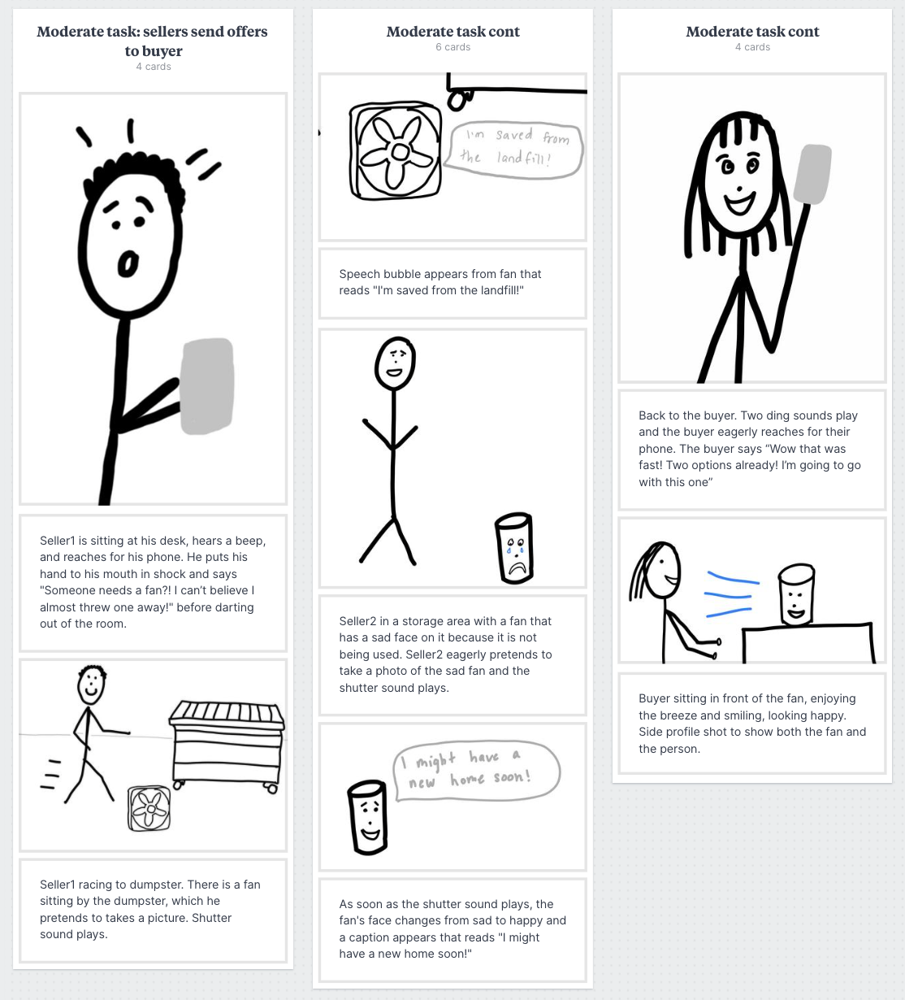 Moderate task: sellers send offers
to buyer
4 cards
Seller1 is sitting at his desk, hears a beep,
and reaches for his phone. He puts his
hand to his mouth in shock and says
"Someone needs a fan?! I can’t believe I
almost threw one away!" before darting
out of the room.
Seller1 racing to dumpster. There is a fan
sitting by the dumpster, which he
pretends to takes a picture. Shutter
sound plays.
Moderate task cont
6 cards
I'm saved from
the landfill!
Speech bubble appears from fan that
reads "I'm saved from the landfill!"
Seller2 in a storage area with a fan that
has a sad face on it because it is not
being used. Seller2 eagerly pretends to
take a photo of the sad fan and the
shutter sound plays.
I might have a
new home soon!
As soon as the shutter sound plays, the
fan's face changes from sad to happy and
a caption appears that reads "I might
have a new home soon!"
Moderate task cont
4 cards
Back to the buyer. Two ding sounds play
and the buyer eagerly reaches for their
phone. The buyer says “Wow that was
fast! Two options already! I’m going to go
with this one”
Buyer sitting in front of the fan, enjoying
the breeze and smiling, looking happy.
Side profile shot to show both the fan and
the person.